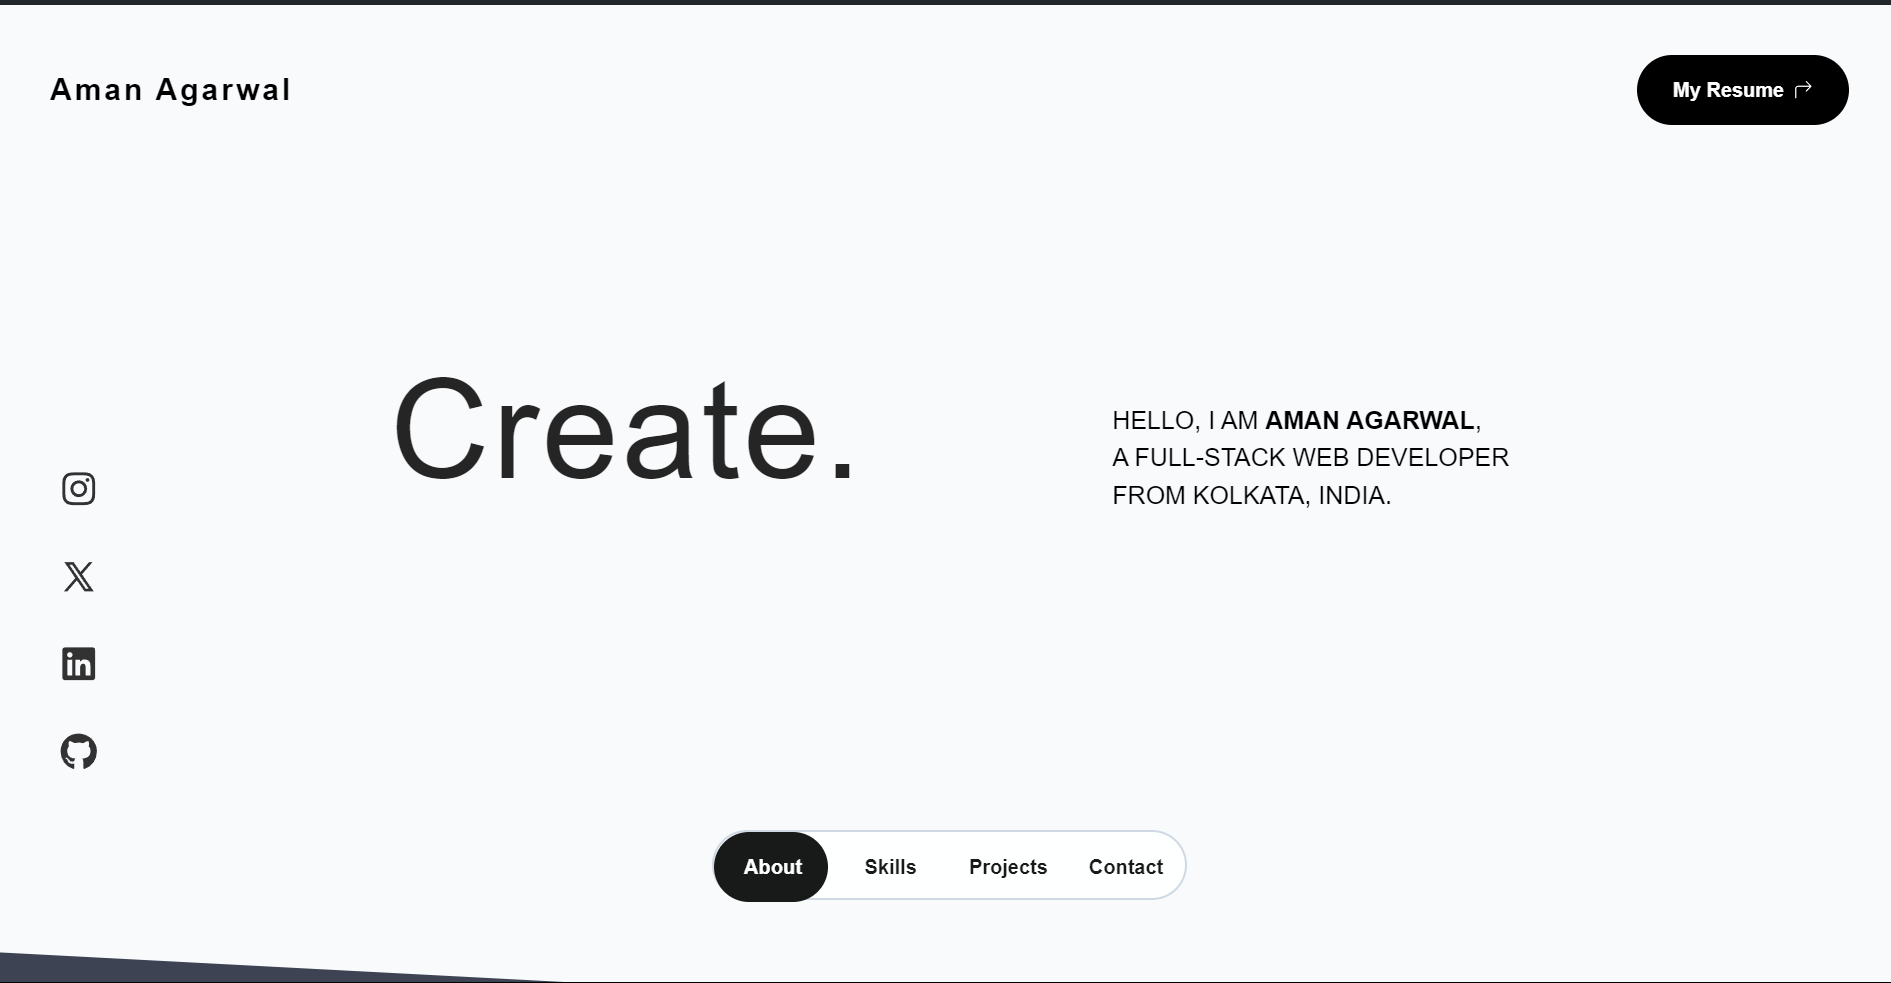 Aman Agarwal
My Resume
Create.
HELLO, I AM AMAN AGARWAL,
A FULL-STACK WEB DEVELOPER
FROM KOLKATA, INDIA.
About Skills Projects Contact